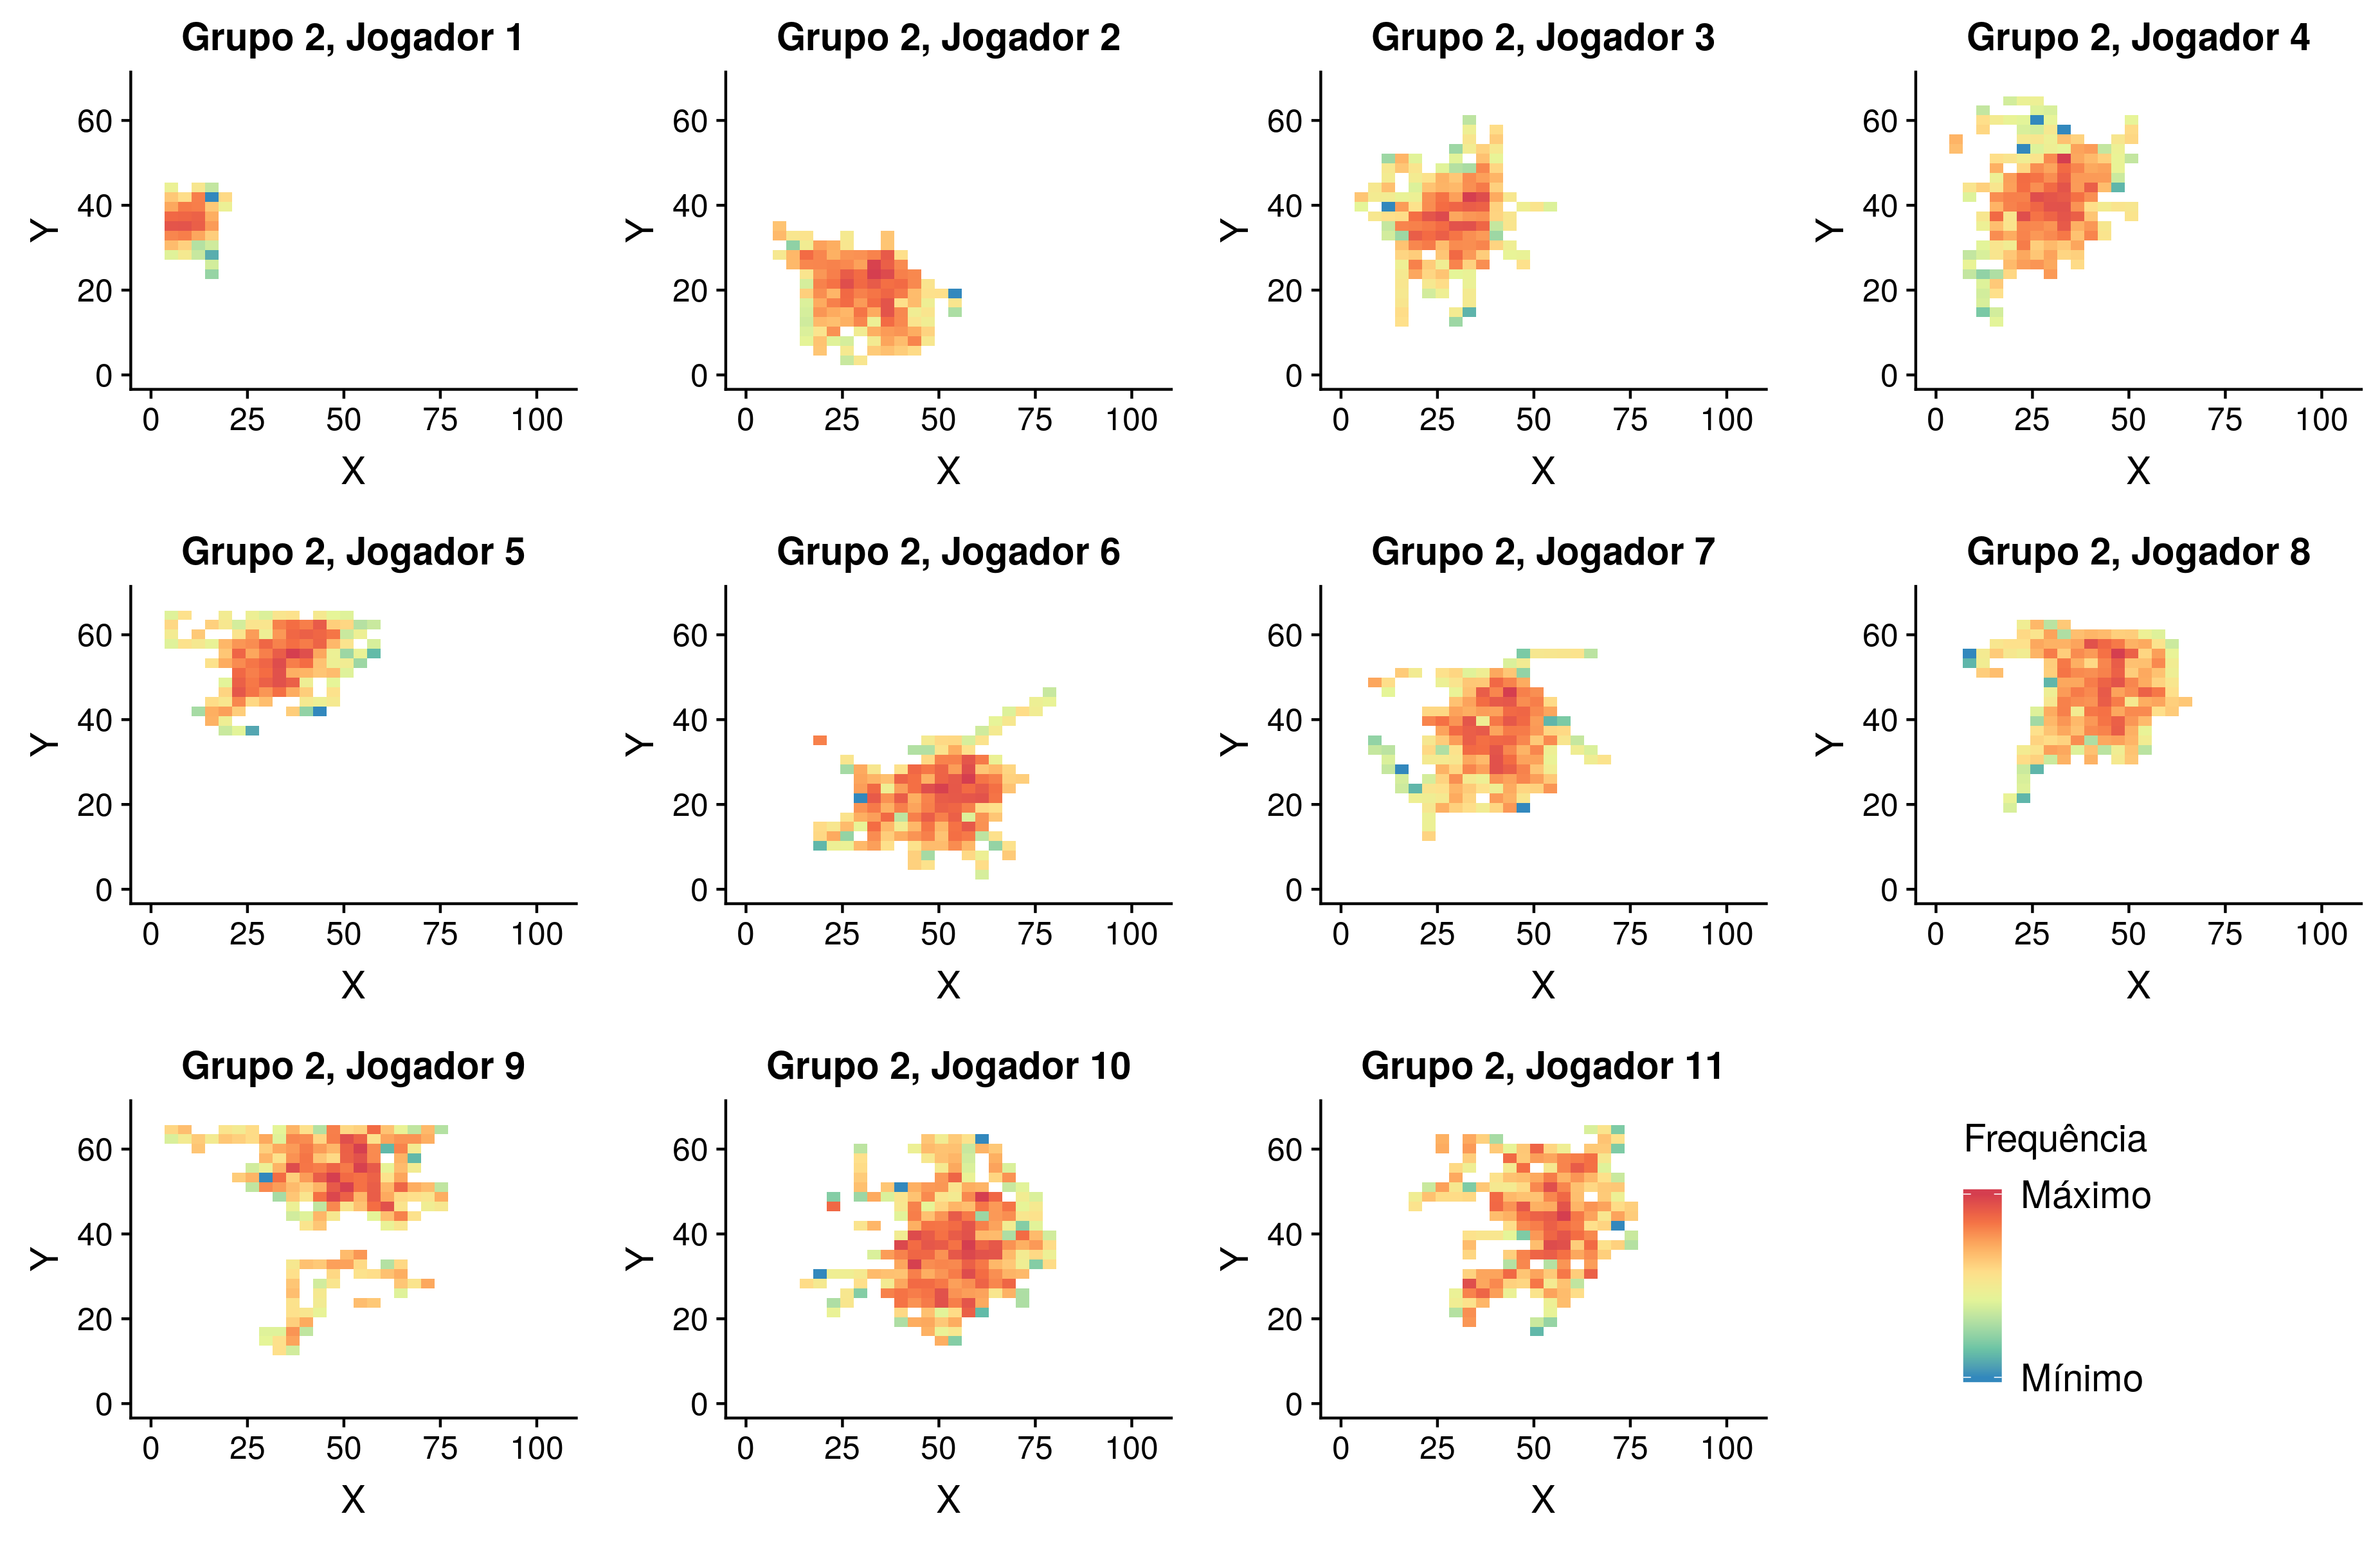 Grupo 2, Jogador 1
Grupo 2, Jogador 2
Grupo 2, Jogador 3
Grupo 2, Jogador 4
60
40
20
0
Y
0 25 50 75 100
X
60
40
20
0
Y
0 25 50 75 100
X
60
40
20
0
Y
0 25 50 75 100
X
60
40
20
0
Y
0 25 50 75 100
X
Grupo 2, Jogador 5
Grupo 2, Jogador 6
Grupo 2, Jogador 7
Grupo 2, Jogador 8
60
40
20
0
Y
0 25 50 75 100
X
60
40
20
0
Y
0 25 50 75 100
X
60
40
20
0
Y
0 25 50 75 100
X
60
40
20
0
Y
0 25 50 75 100
X
Grupo 2, Jogador 9
Grupo 2, Jogador 10
Grupo 2, Jogador 11
60
40
20
0
Y
0 25 50 75 100
X
60
40
20
0
Y
0 25 50 75 100
X
60
40
20
0
Y
0 25 50 75 100
X
Frequência
Máximo
Mínimo